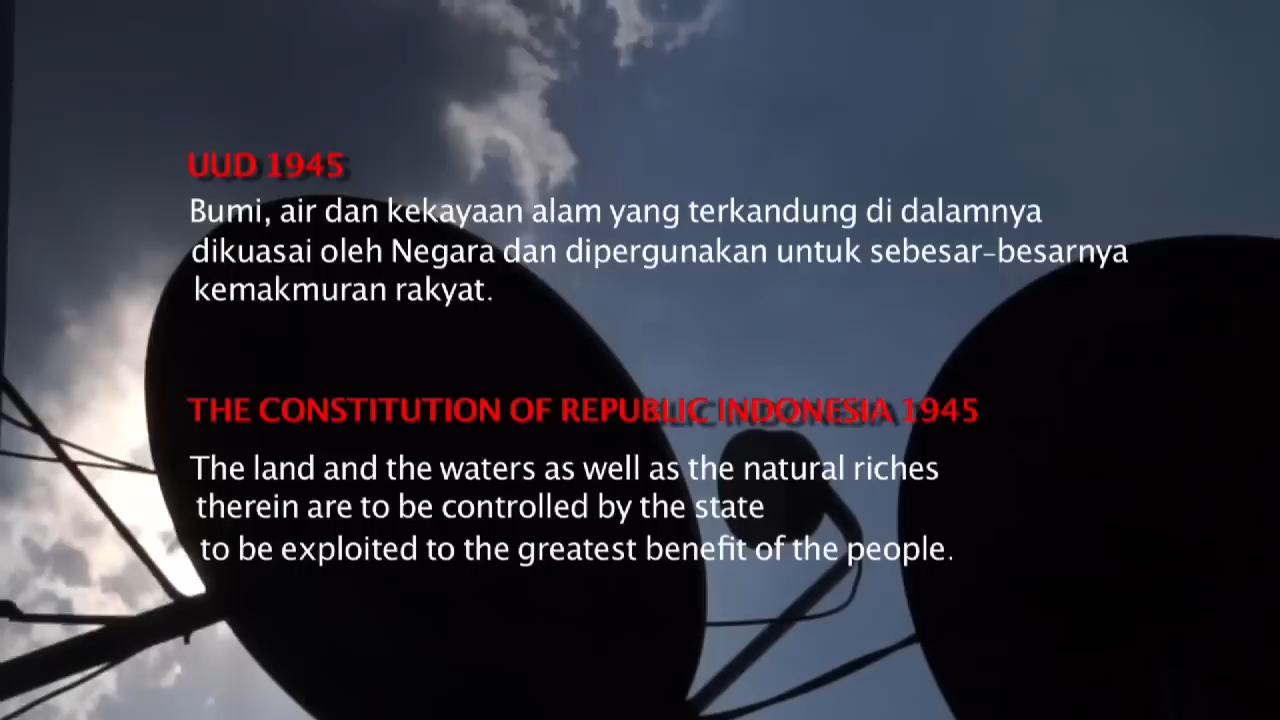 UUD 1945
Bumi, air dan kekayaan alam yang terkandung di dalamnya
dikuasai oleh Negara dan dipergunakan untuk sebesar-besarnya
kemakmuran rakyat.
THE CONSTITUTION OF REPUBLIC INDONESIA 1945
The land and the waters as well as the natural riches
therein are to be controlled by the state
to be exploited to the greatest benefit of the people.